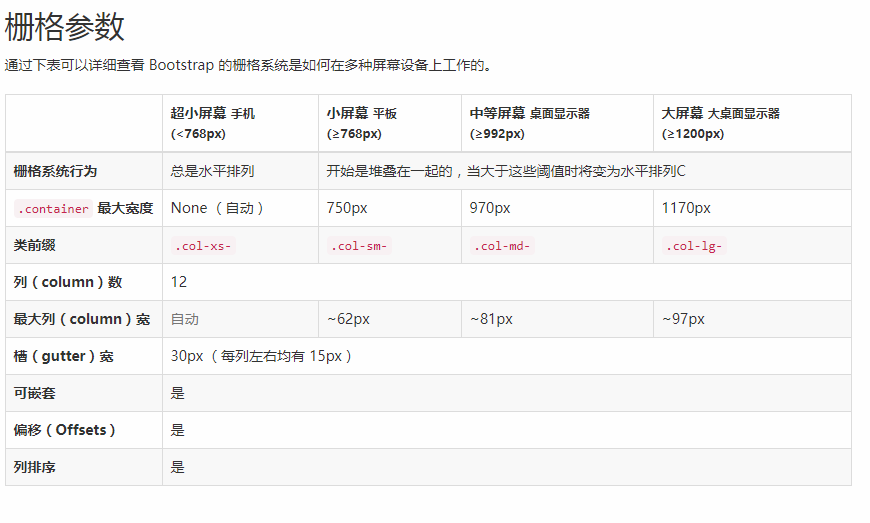 栅格参数
通过下表可以详细查看 Bootstrap 的栅格系统是如何在多种屏幕设备上工作的。
超小屏幕 手机 (<768px) 小屏幕 平板 (≥768px) 中等屏幕 桌面显示器 (≥992px) 大屏幕 大桌面显示器 (≥1200px)
栅格系统行为 总是水平排列 开始是堆叠在一起的，当大于这些阈值时将变为水平排列C
.container 最大宽度 None （自动） 750px 970px 1170px
类前缀 .col-xs- .col-sm- .col-md- .col-lg-
列（column）数 12
最大列（column）宽 自动 ~62px ~81px ~97px
槽（gutter）宽 30px （每列左右均有 15px）
可嵌套 是
偏移（Offsets） 是
列排序 是